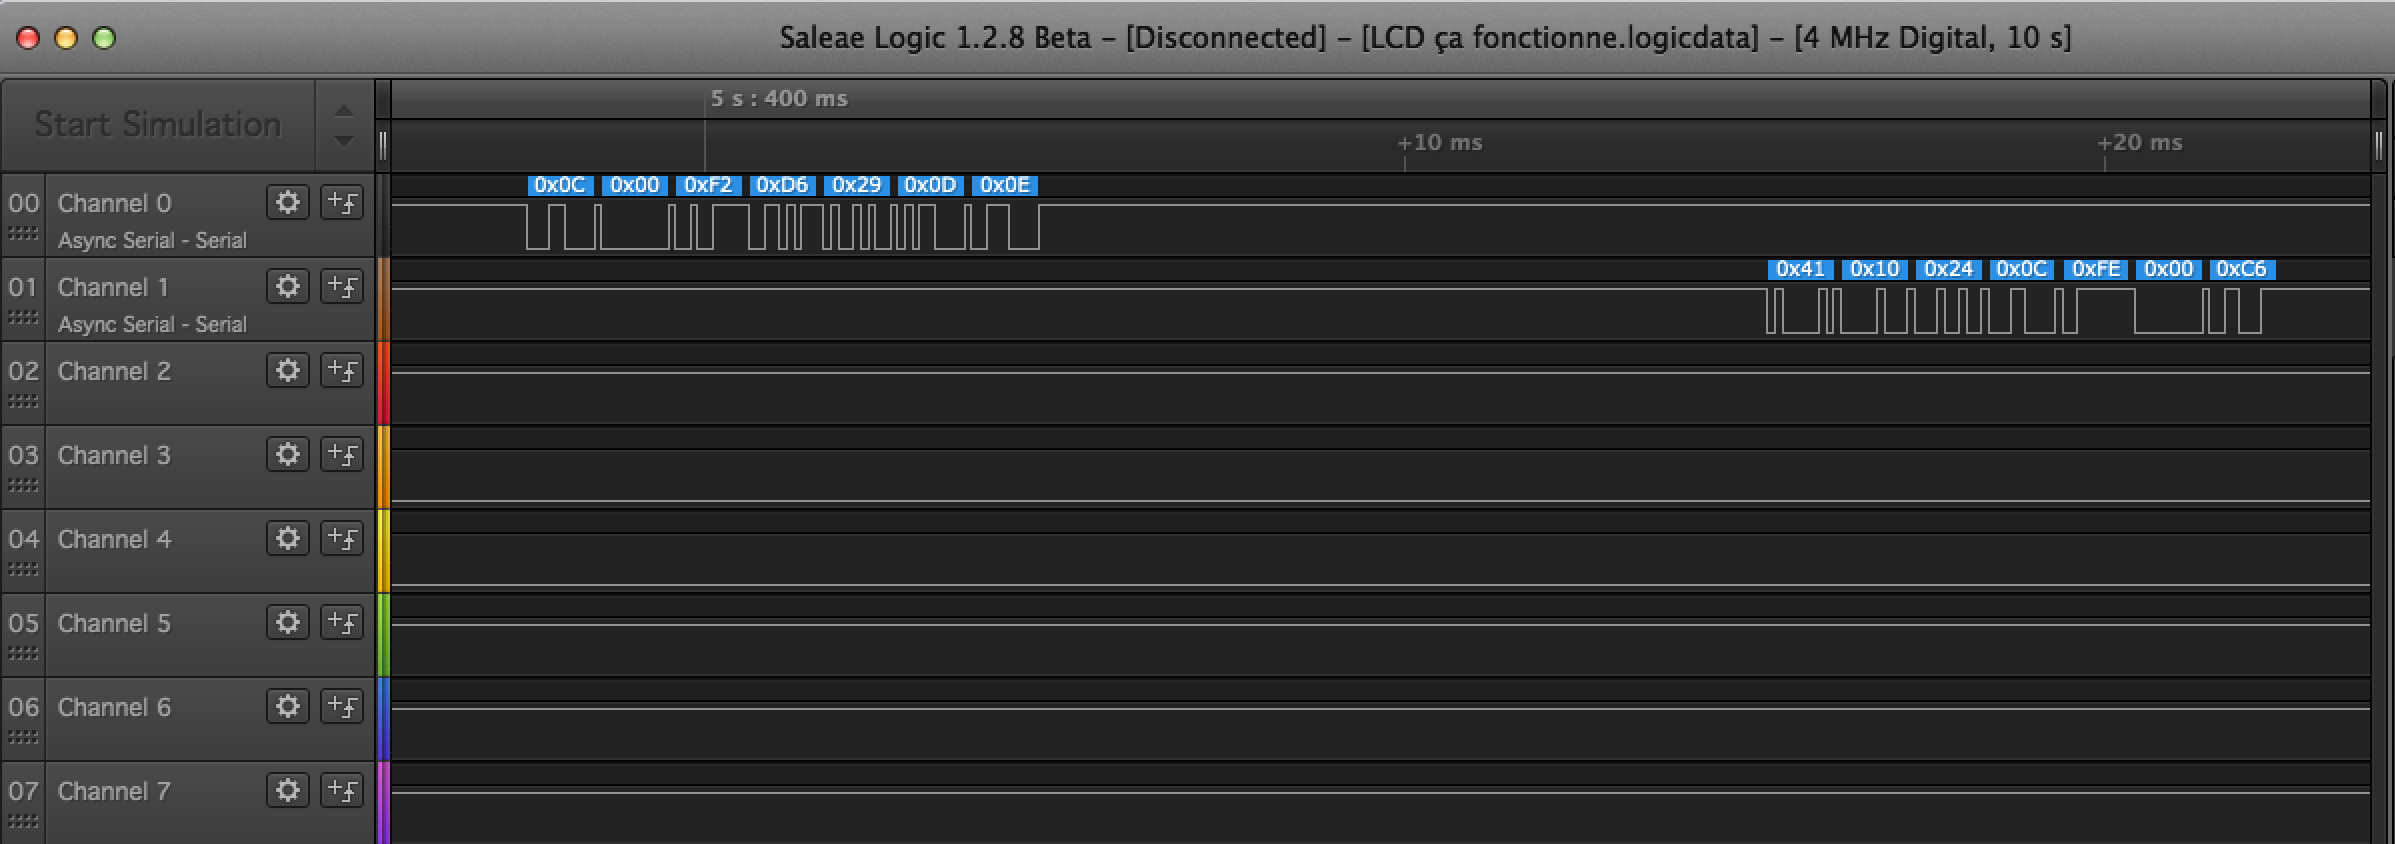 Saleae Logic 1.2.8 Beta – [Disconnected] – [LCD ça fonctionne.logicdata] – [4 MHz Digital, 10 s]
Start Simulation
5 s : 400 ms
+10 ms
+20 ms
00 Channel 0
0x0C 0x00 0xF2 0xD6 0x29 0x0D 0x0E
Async Serial - Serial
01 Channel 1
0x41 0x10 0x24 0x0C 0xFE 0x00 0xC6
Async Serial - Serial
02 Channel 2
03 Channel 3
04 Channel 4
05 Channel 5
06 Channel 6
07 Channel 7